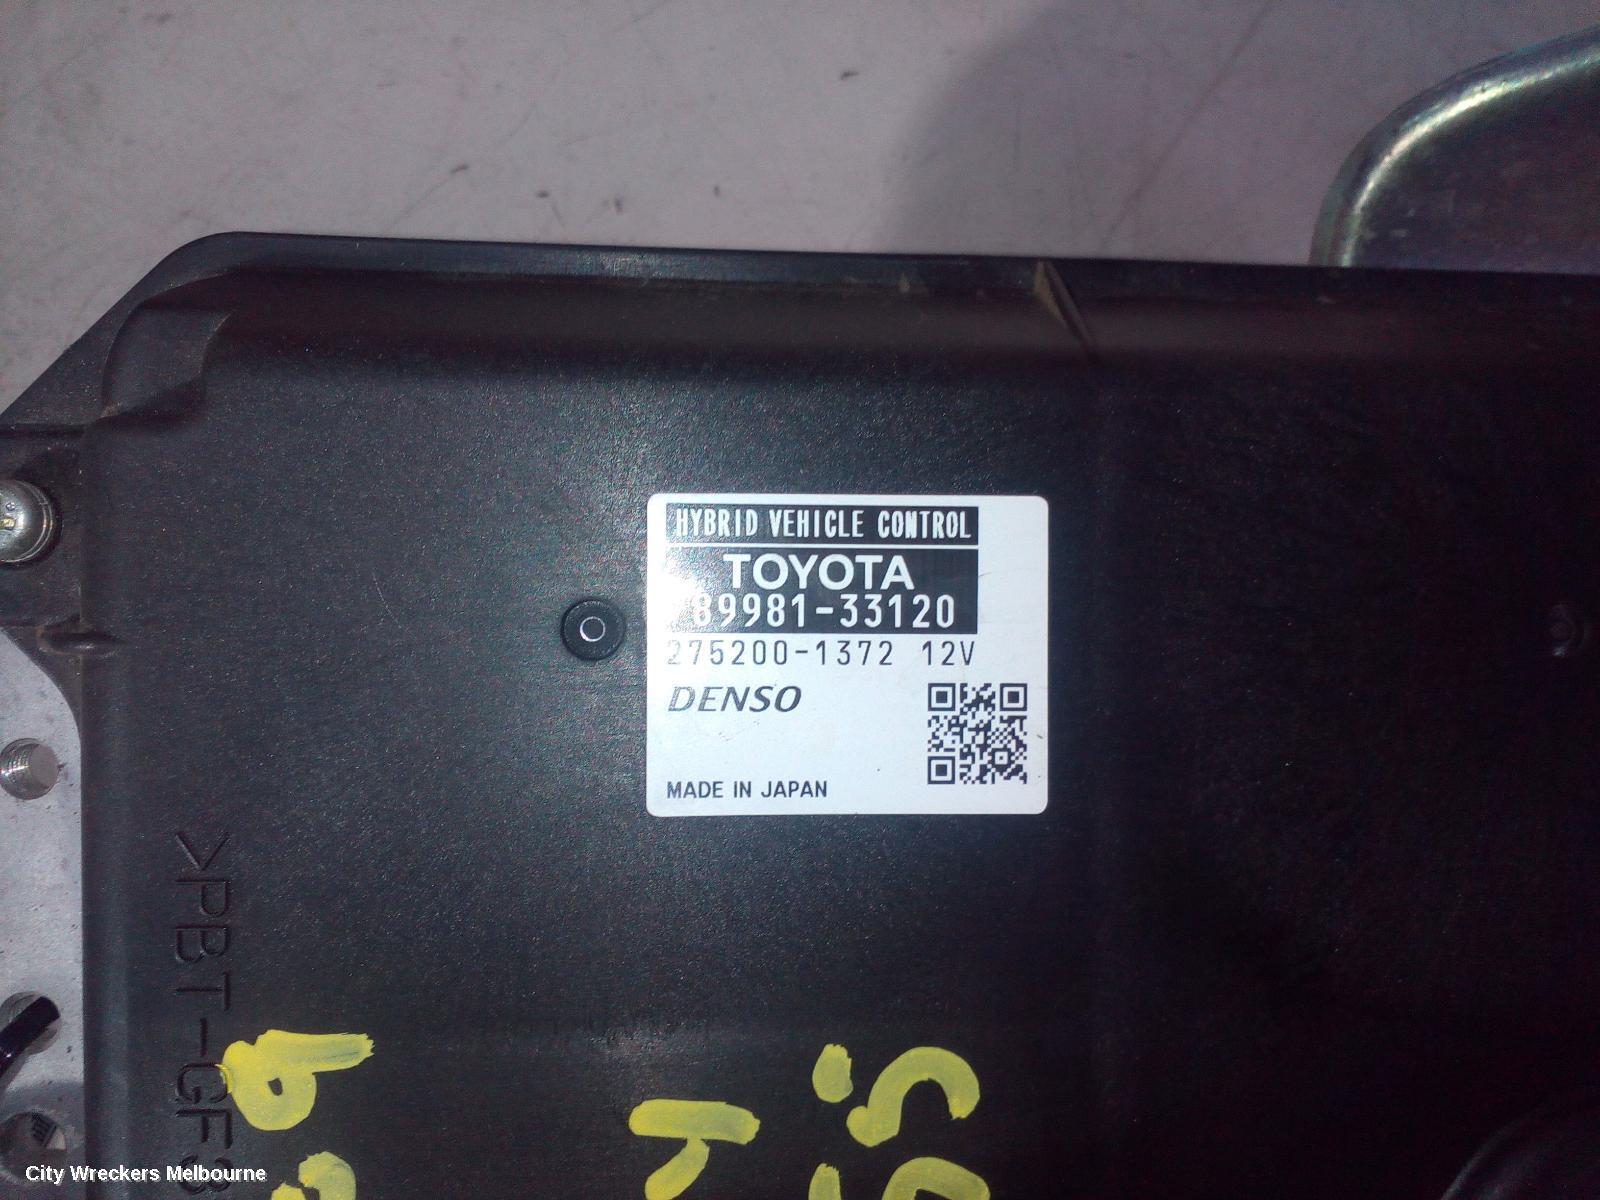 HYBRID VEHICLE CONTROL
TOYOTA
89981-33120
275200-1372 12V
DENSO
MADE IN JAPAN
>PBT-GF3
City Wreckers Melbourne